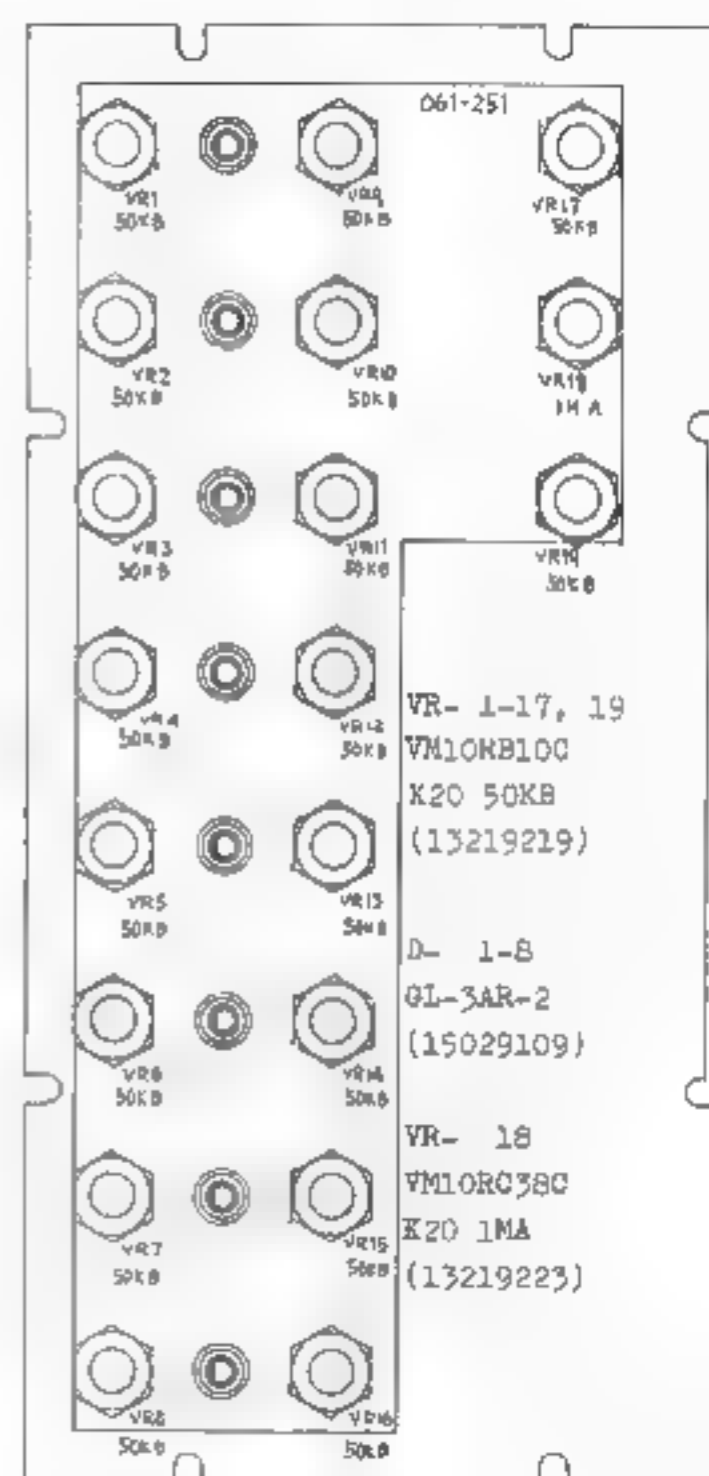 061-251
VR1
50KB
VR9
50KB
VR17
50KB
VR2
50KB
VR10
50KB
VR18
1M A
VR3
50KB
VR11
50KB
VR19
50KB
VR4
50KB
VR12
50KB
VR- 1-17, 19
VM10RB10C
K20 50KB
(13219219)
VR5
50KB
VR13
50KB
D- 1-8
GL-3AR-2
(15029109)
VR6
50KB
VR14
50KB
VR- 18
VM10RC38C
K20 1MA
(13219223)
VR7
50KB
VR15
50KB
VR8
50KB
VR16
50KB